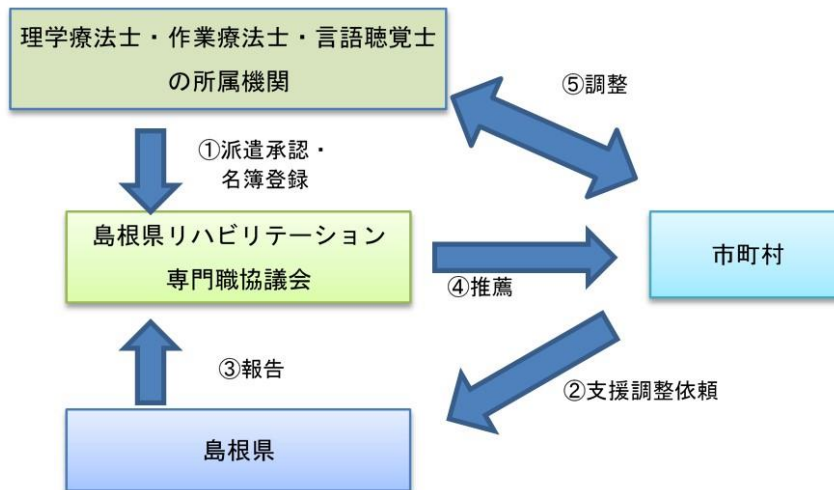 理学療法士・作業療法士・言語聴覚士
の所属機関
⑤調整
①派遣承認・
名簿登録
島根県リハビリテーション
専門職協議会
市町村
④推薦
③報告
②支援調整依頼
島根県